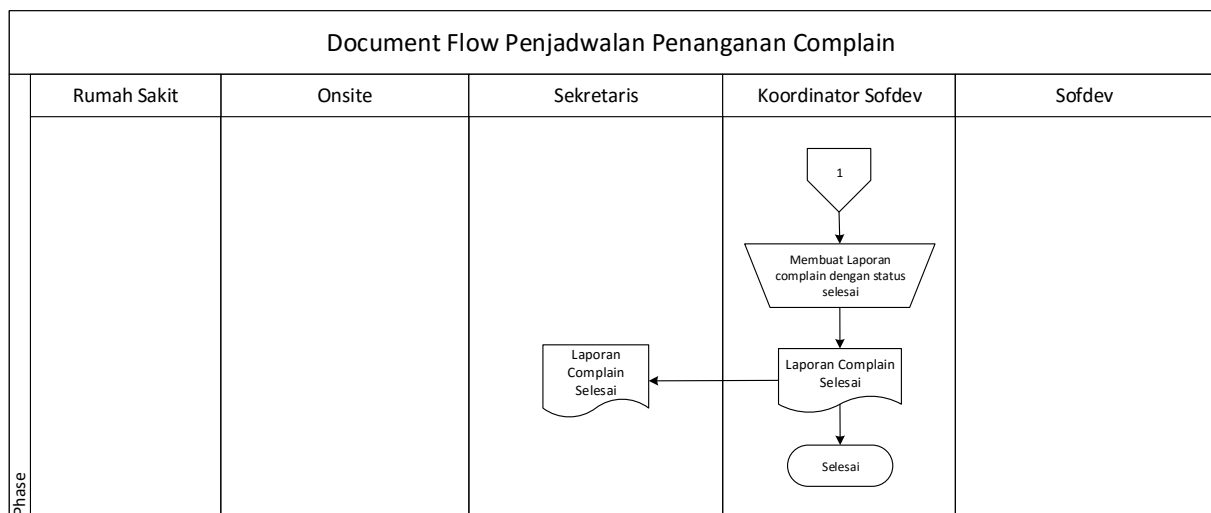 Document Flow Penjadwalan Penanganan Complain
Rumah Sakit
Onsite
Sekretaris
Koordinator Sofdev
Sofdev
1
Membuat Laporan
complain dengan status
selesai
Laporan
Complain
Selesai
Laporan Complain
Selesai
Selesai
Phase